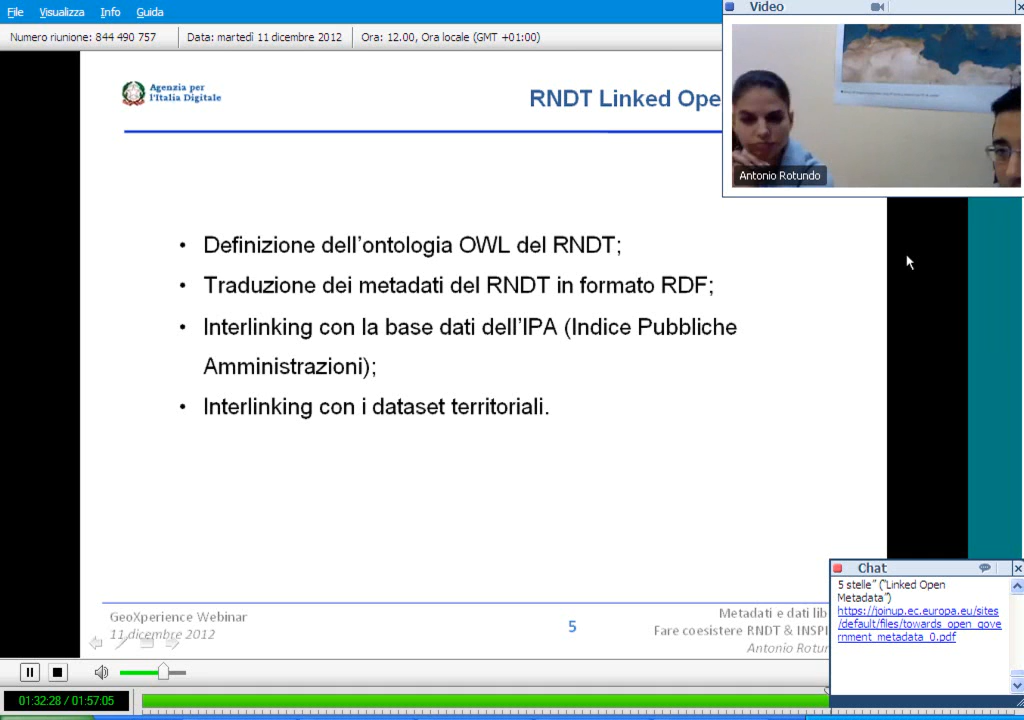 File Visualizza Info Guida
Numero riunione: 844 490 757 Data: martedì 11 dicembre 2012 Ora: 12.00, Ora locale (GMT +01:00)
Video
Antonio Rotundo
Agenzia per
l'Italia Digitale
RNDT Linked Ope
• Definizione dell'ontologia OWL del RNDT;
• Traduzione dei metadati del RNDT in formato RDF;
• Interlinking con la base dati dell'IPA (Indice Pubbliche
Amministrazioni);
• Interlinking con i dataset territoriali.
Chat
5 stelle" ("Linked Open
Metadata")
https://joinup.ec.europa.eu/sites
/default/files/towards_open_gove
rnment_metadata_0.pdf
GeoXperience Webinar
11 dicembre 2012
5
Metadati e dati lib
Fare coesistere RNDT & INSPI
Antonio Rotur
01:32:28 / 01:57:05